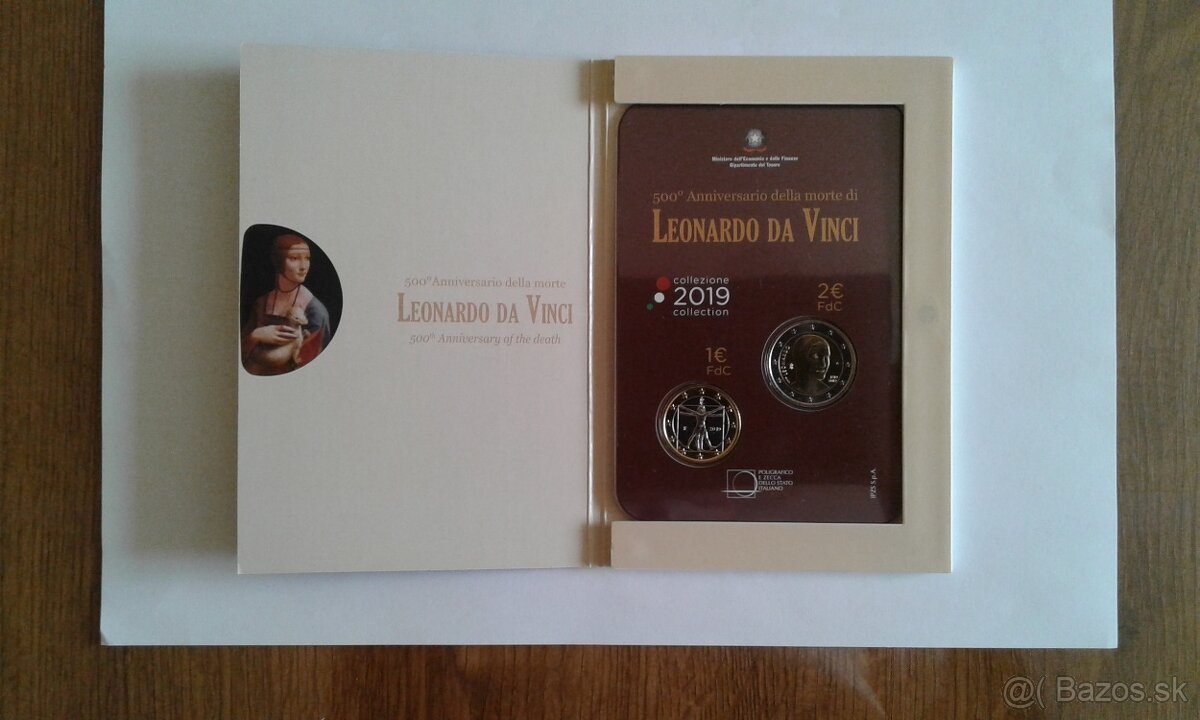 500° Anniversario della morte
LEONARDO DA VINCI
500th Anniversary of the death
Ministero dell'Economia e delle Finanze
Dipartimento del Tesoro
500° Anniversario della morte di
LEONARDO DA VINCI
collezione
2019
collection
2€
FdC
1€
FdC
POLIGRAFICO
E ZECCA
DELLO STATO
ITALIANO
IPZS S.p.A.
@( Bazos.sk